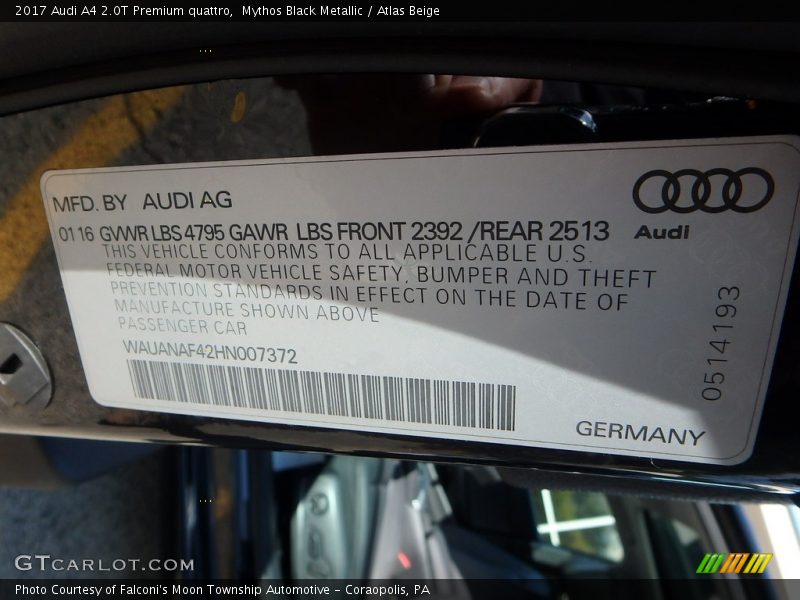 2017 Audi A4 2.0T Premium quattro,  Mythos Black Metallic / Atlas Beige
MFD. BY AUDI AG
01 16 GVWR LBS 4795 GAWR LBS FRONT 2392 /REAR 2513
Audi
THIS VEHICLE CONFORMS TO ALL APPLICABLE U.S.
FEDERAL MOTOR VEHICLE SAFETY, BUMPER AND THEFT
PREVENTION STANDARDS IN EFFECT ON THE DATE OF
MANUFACTURE SHOWN ABOVE
PASSENGER CAR
WAUANAF42HN007372
0514193
GERMANY
GTCARLOT.COM
Photo Courtesy of Falconi's Moon Township Automotive - Coraopolis, PA